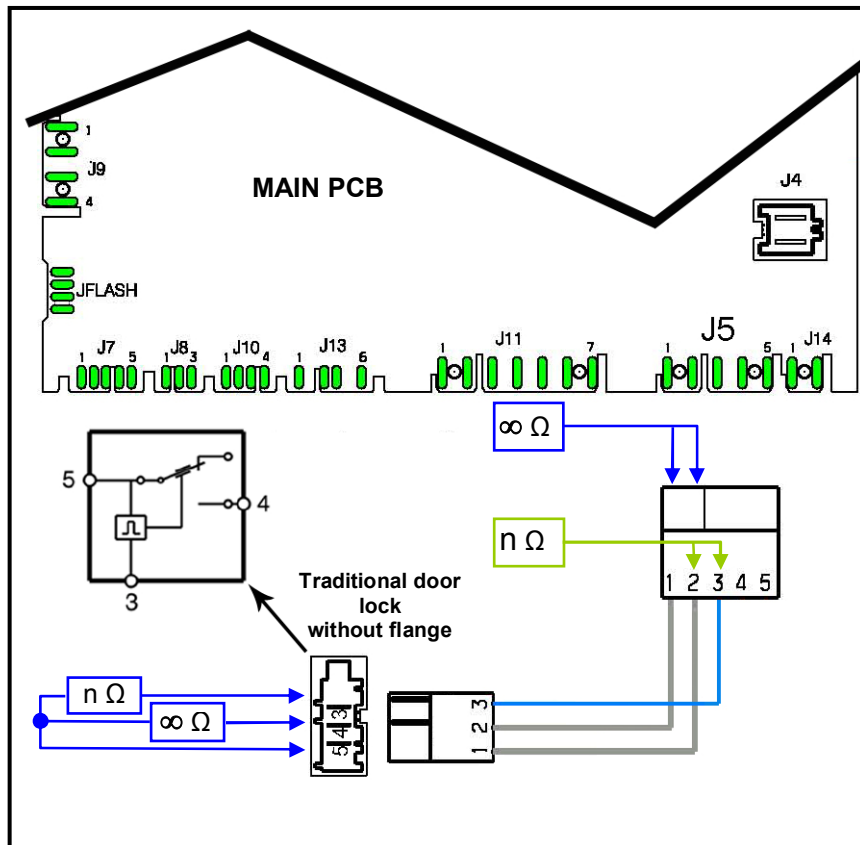 1
J9
4
MAIN PCB
J4
JFLASH
J7
J8
J10
J13
J11
J5
J14
1 5
1 3
1 4
1 6
1 7
1 5
1
∞ Ω
5
4
3
n Ω
1 2 3 4 5
Traditional door
lock
without flange
n Ω
∞ Ω
3
4
5
3
2
1